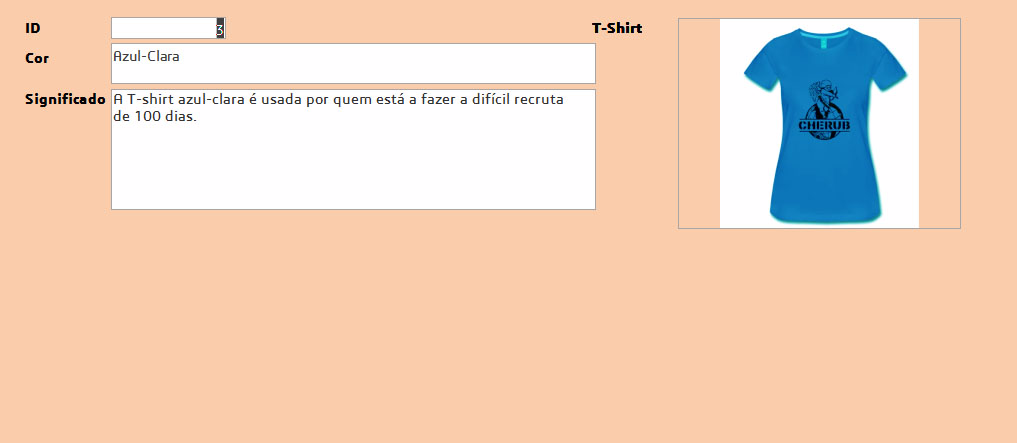 ID
3
T-Shirt
Cor
Azul-Clara
Significado
A T-shirt azul-clara é usada por quem está a fazer a difícil recruta
de 100 dias.
CHERUB